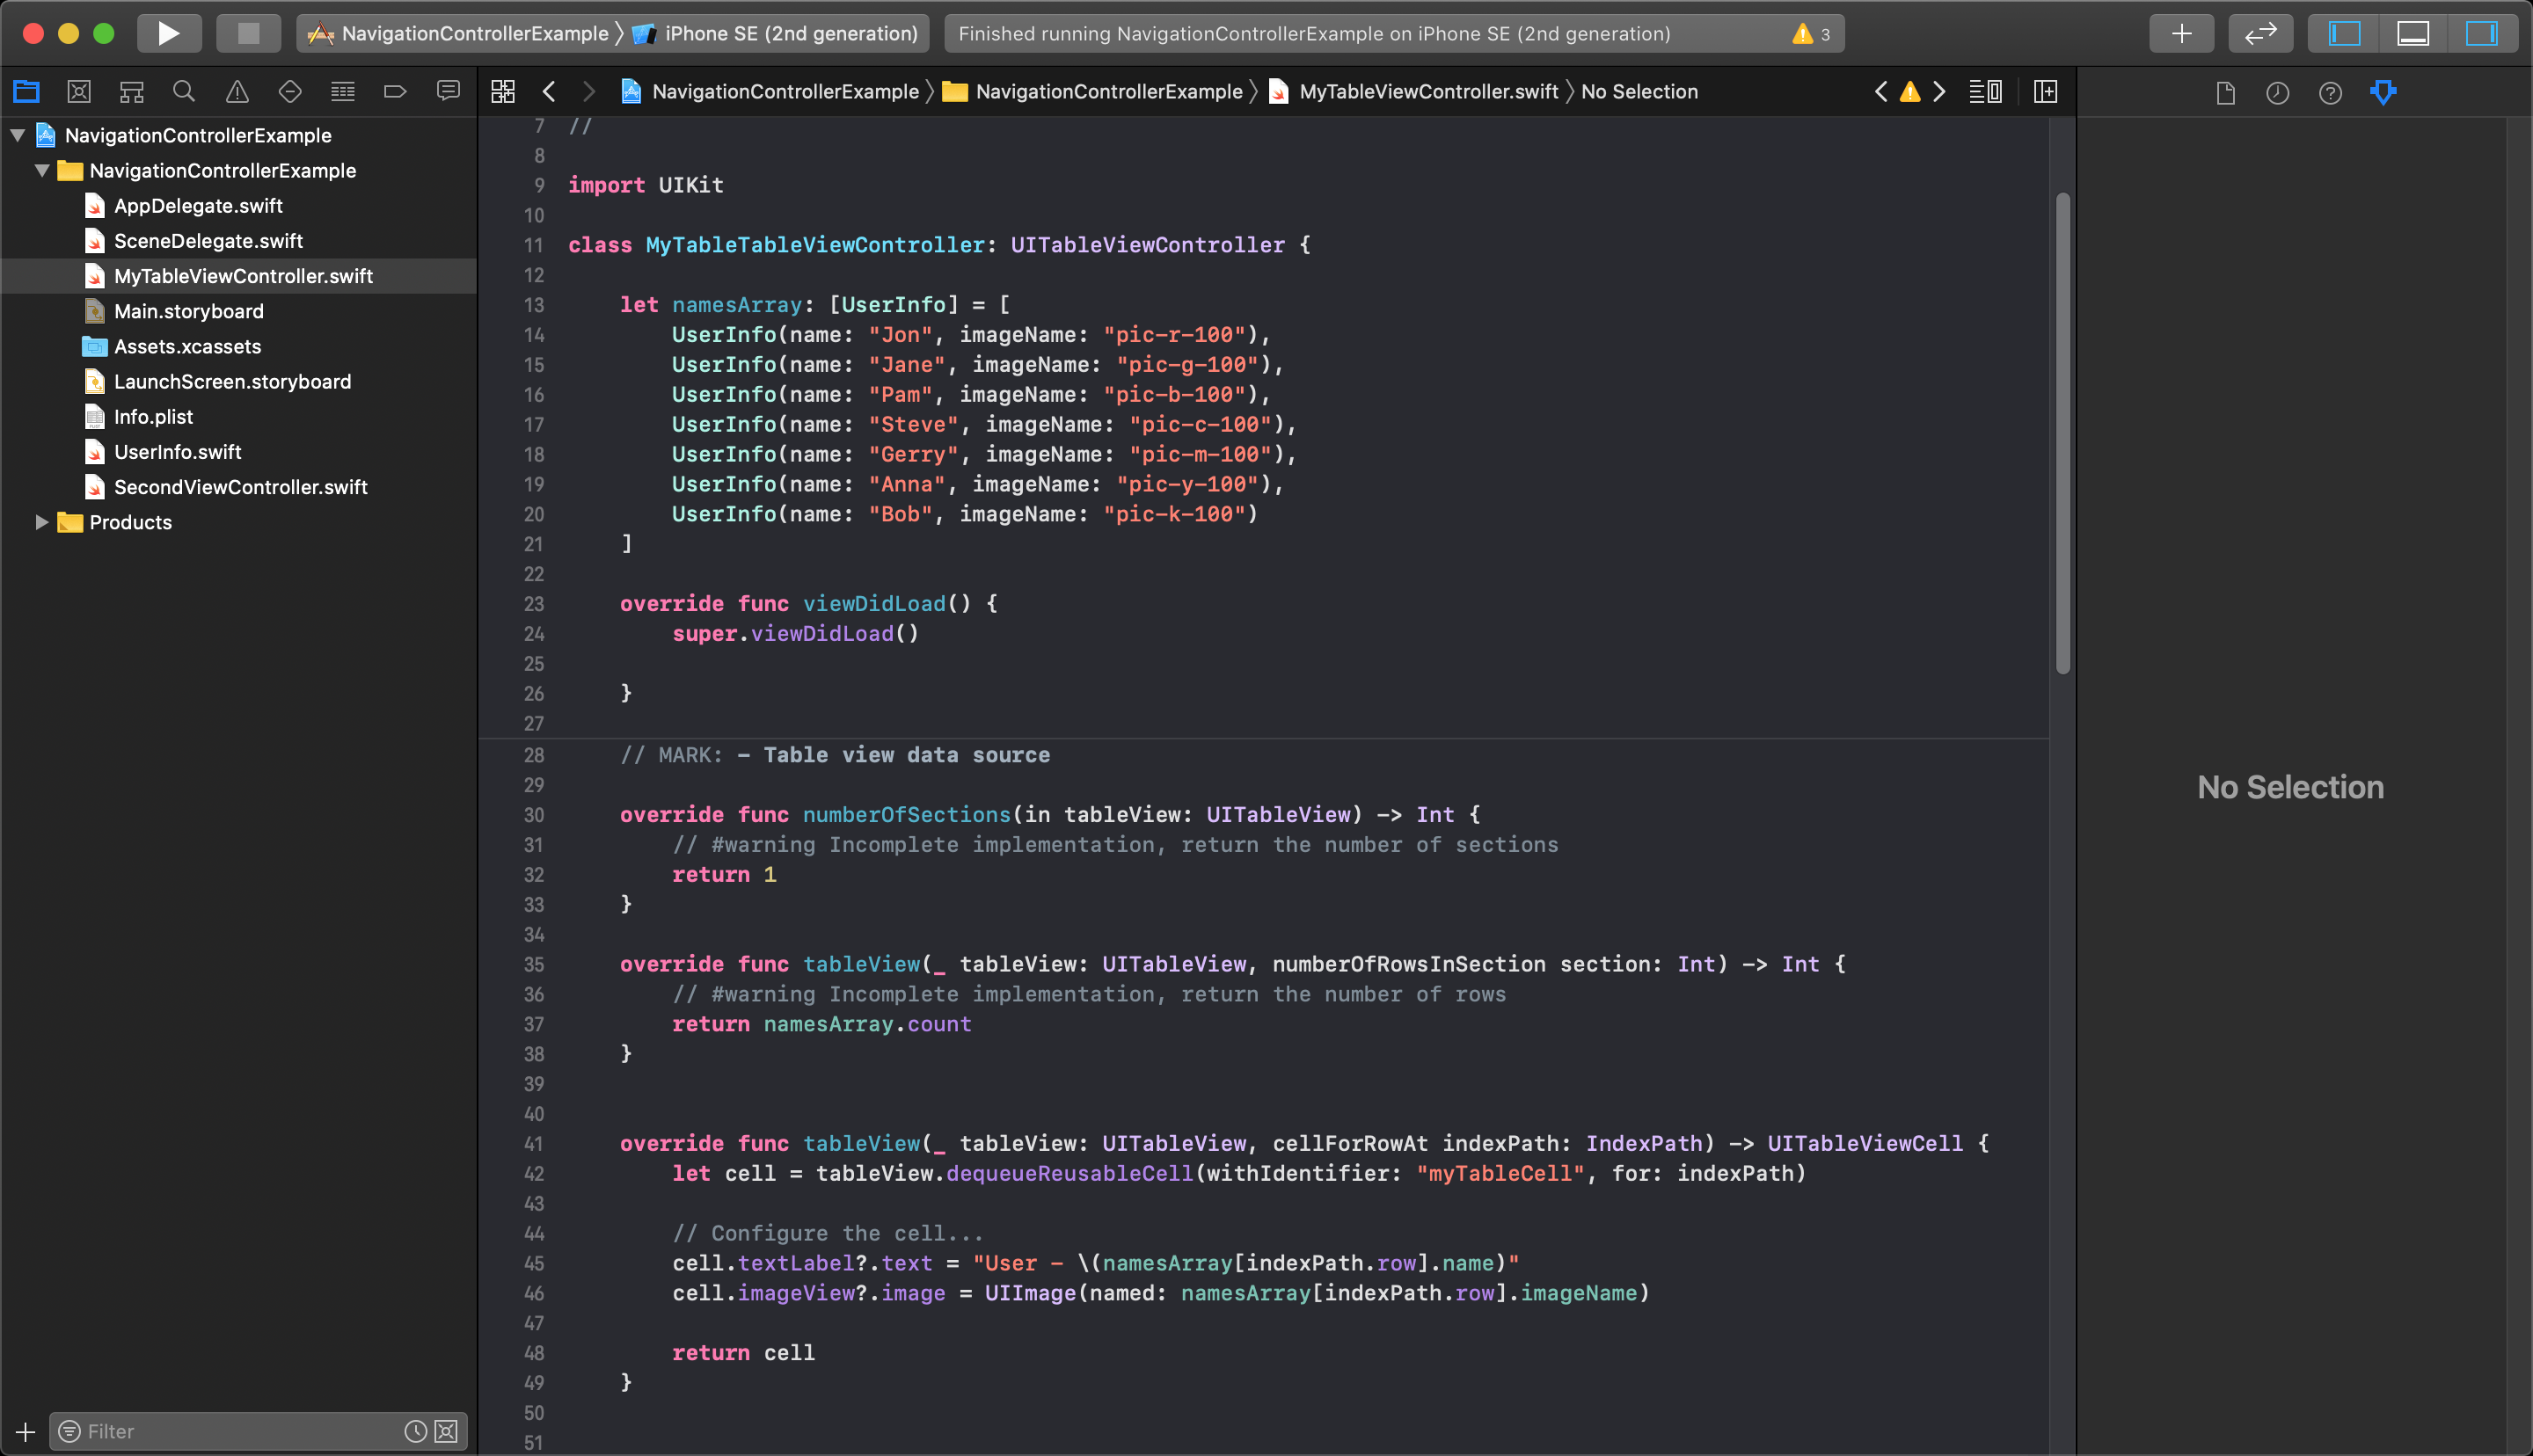 NavigationControllerExample iPhone SE (2nd generation)
Finished running NavigationControllerExample on iPhone SE (2nd generation) 3
NavigationControllerExample NavigationControllerExample MyTableViewController.swift No Selection
NavigationControllerExample
NavigationControllerExample
AppDelegate.swift
SceneDelegate.swift
MyTableViewController.swift
Main.storyboard
Assets.xcassets
LaunchScreen.storyboard
Info.plist
UserInfo.swift
SecondViewController.swift
Products
Filter
7 //
8
9 import UIKit
10
11 class MyTableTableViewController: UITableViewController {
12
13     let namesArray: [UserInfo] = [
14         UserInfo(name: "Jon", imageName: "pic-r-100"),
15         UserInfo(name: "Jane", imageName: "pic-g-100"),
16         UserInfo(name: "Pam", imageName: "pic-b-100"),
17         UserInfo(name: "Steve", imageName: "pic-c-100"),
18         UserInfo(name: "Gerry", imageName: "pic-m-100"),
19         UserInfo(name: "Anna", imageName: "pic-y-100"),
20         UserInfo(name: "Bob", imageName: "pic-k-100")
21     ]
22
23     override func viewDidLoad() {
24         super.viewDidLoad()
25
26     }
27
28     // MARK: - Table view data source
29
30     override func numberOfSections(in tableView: UITableView) -> Int {
31         // #warning Incomplete implementation, return the number of sections
32         return 1
33     }
34
35     override func tableView(_ tableView: UITableView, numberOfRowsInSection section: Int) -> Int {
36         // #warning Incomplete implementation, return the number of rows
37         return namesArray.count
38     }
39
40
41     override func tableView(_ tableView: UITableView, cellForRowAt indexPath: IndexPath) -> UITableViewCell {
42         let cell = tableView.dequeueReusableCell(withIdentifier: "myTableCell", for: indexPath)
43
44         // Configure the cell...
45         cell.textLabel?.text = "User - \(namesArray[indexPath.row].name)"
46         cell.imageView?.image = UIImage(named: namesArray[indexPath.row].imageName)
47
48         return cell
49     }
50
51
No Selection